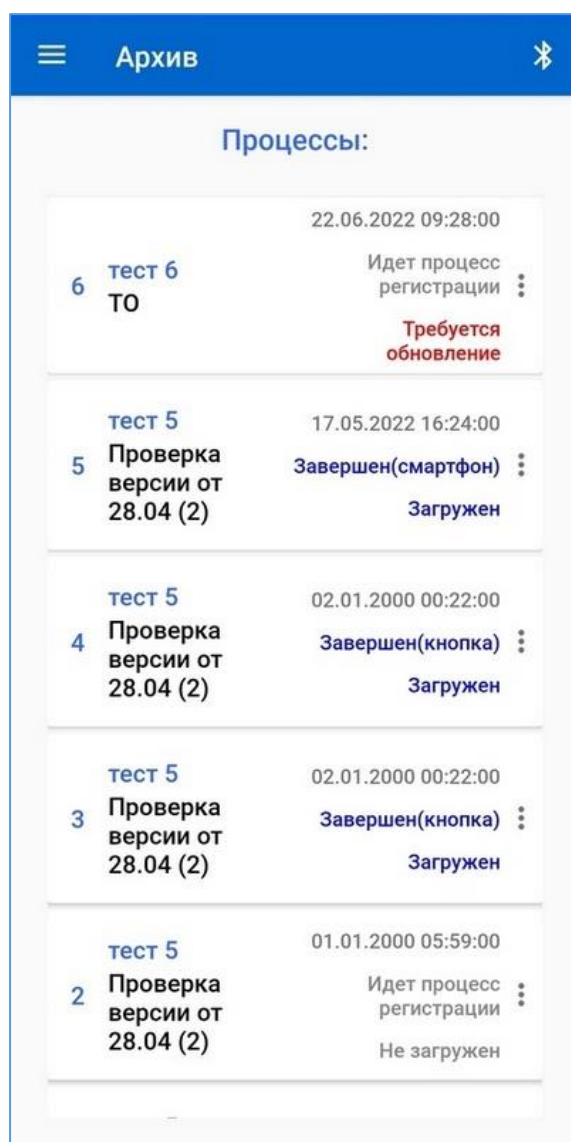 Архив
Процессы:
22.06.2022 09:28:00
6
тест 6
ТО
Идет процесс
регистрации
Требуется
обновление
5
тест 5
Проверка
версии от
28.04 (2)
17.05.2022 16:24:00
Завершен(смартфон)
Загружен
4
тест 5
Проверка
версии от
28.04 (2)
02.01.2000 00:22:00
Завершен(кнопка)
Загружен
3
тест 5
Проверка
версии от
28.04 (2)
02.01.2000 00:22:00
Завершен(кнопка)
Загружен
2
тест 5
Проверка
версии от
28.04 (2)
01.01.2000 05:59:00
Идет процесс
регистрации
Не загружен